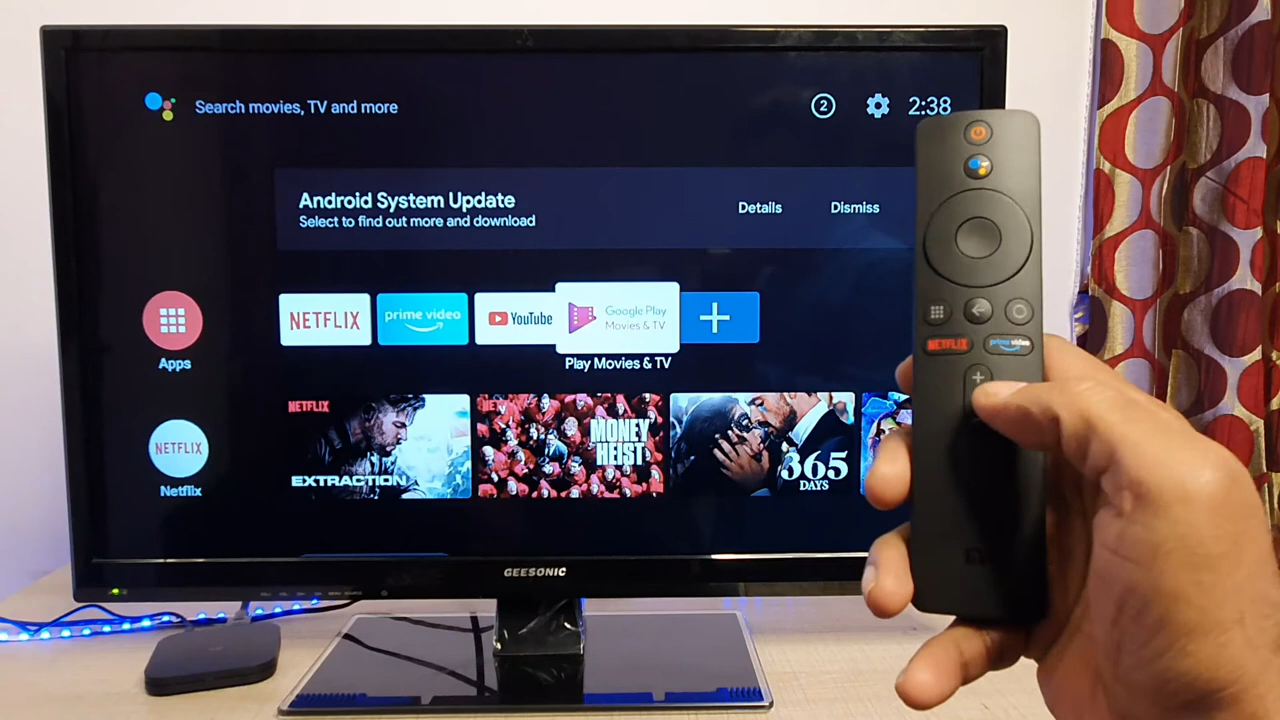 Search movies, TV and more
2
2:38
Android System Update
Select to find out more and download
Details
Dismiss
NETFLIX
prime video
YouTube
Google Play
Movies & TV
Play Movies & TV
Apps
NETFLIX
EXTRACTION
MONEY
HEIST
365
DAYS
NETFLIX
Netflix
GEESONIC
NETFLIX
prime video
+